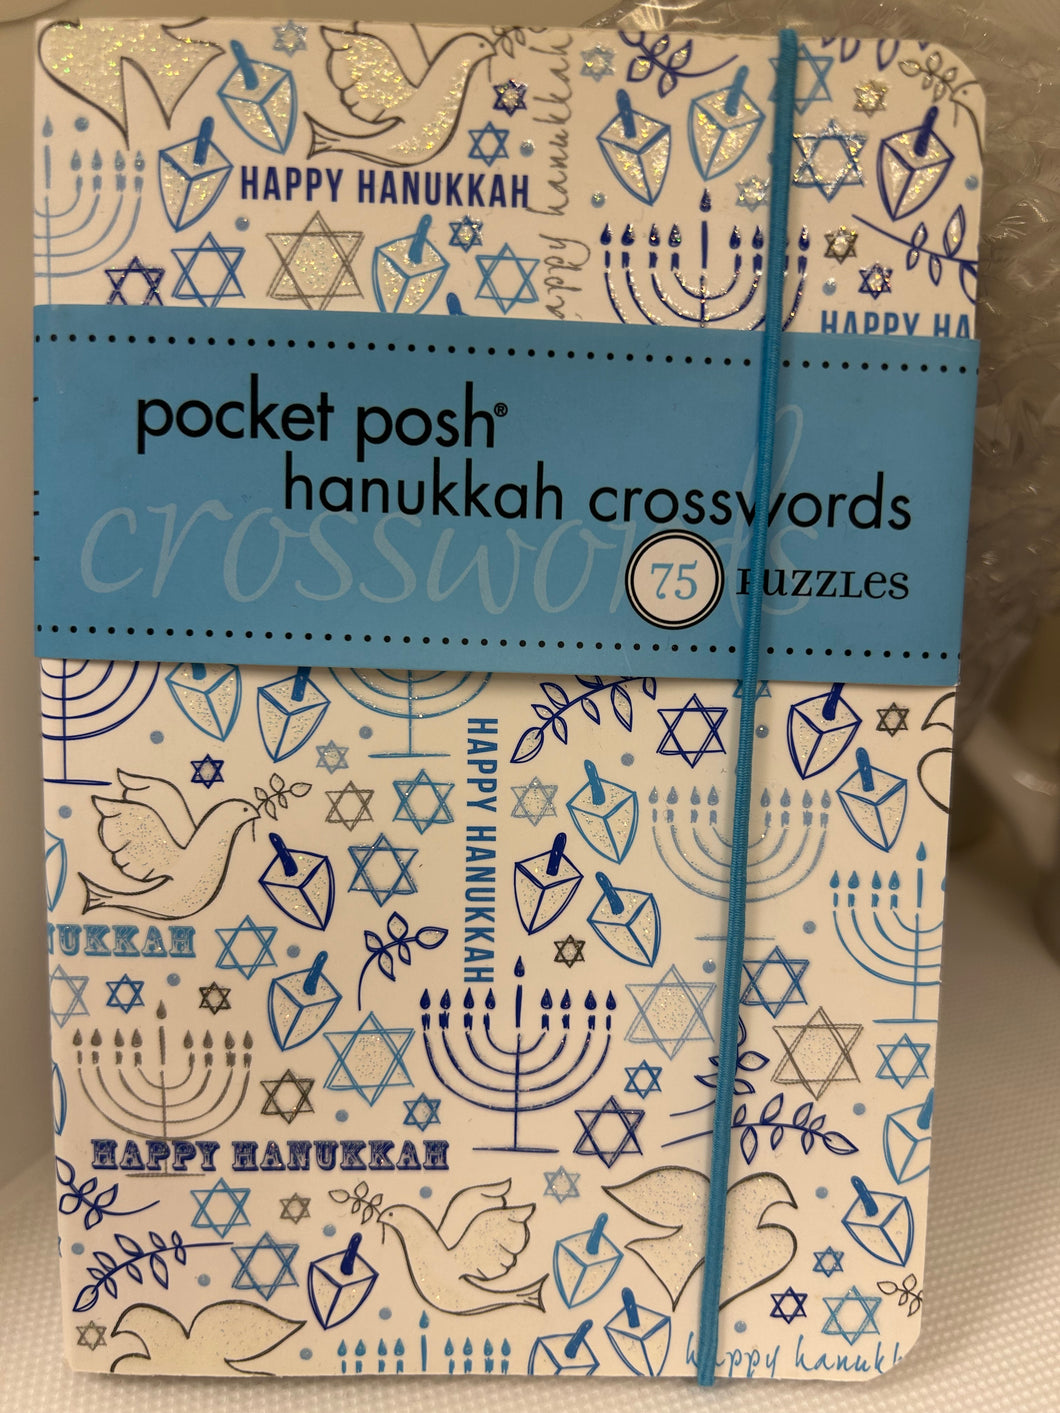 happy hanukkah
HAPPY HANUKKAH
HAPPY HA
pocket posh®
hanukkah crosswords
crosswords
75 PUZZLES
HAPPY HANUKKAH
NUKKAH
HAPPY HANUKKAH
happy hanukk